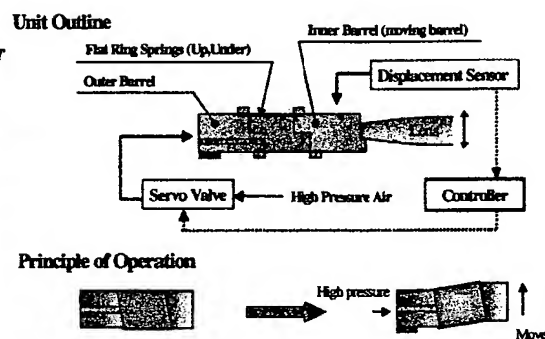 Unit Outline
Inner Barrel (moving barrel)
Flat Ring Springs (Up,Under)
Displacement Sensor
Outer Barrel
Servo Valve
High Pressure Air
Controller
Principle of Operation
High pressure
Move